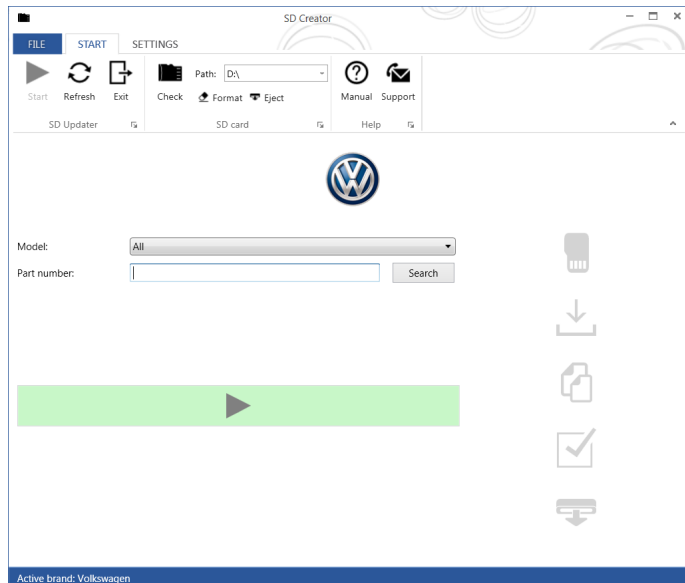 SD Creator
FILE START SETTINGS
Start Refresh Exit Check Path: D:\ Format Eject Manual Support
SD Updater SD card Help
Model: All
Part number: Search
Active brand: Volkswagen